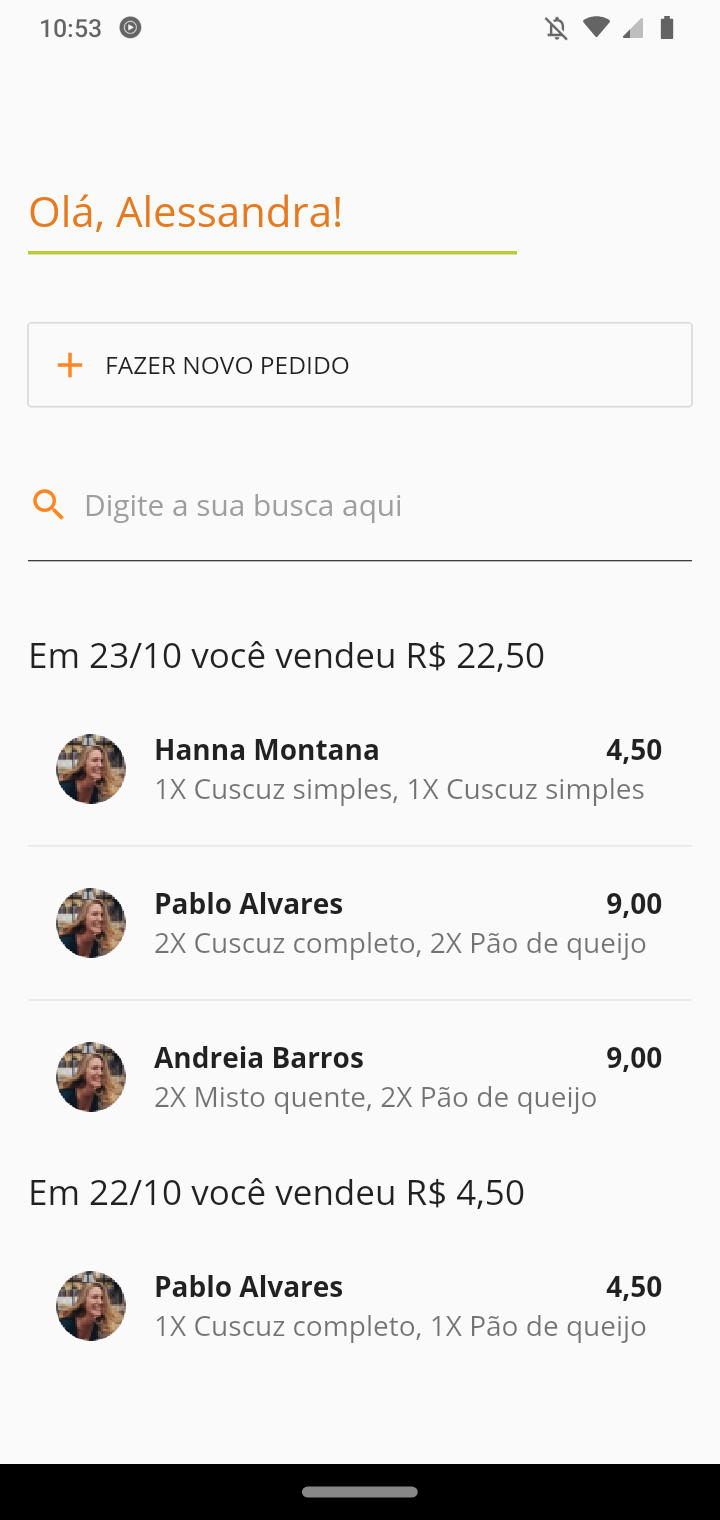 10:53
Olá, Alessandra!
FAZER NOVO PEDIDO
Digite a sua busca aqui
Em 23/10 você vendeu R$ 22,50
Hanna Montana 4,50
1X Cuscuz simples, 1X Cuscuz simples
Pablo Alvares 9,00
2X Cuscuz completo, 2X Pão de queijo
Andreia Barros 9,00
2X Misto quente, 2X Pão de queijo
Em 22/10 você vendeu R$ 4,50
Pablo Alvares 4,50
1X Cuscuz completo, 1X Pão de queijo